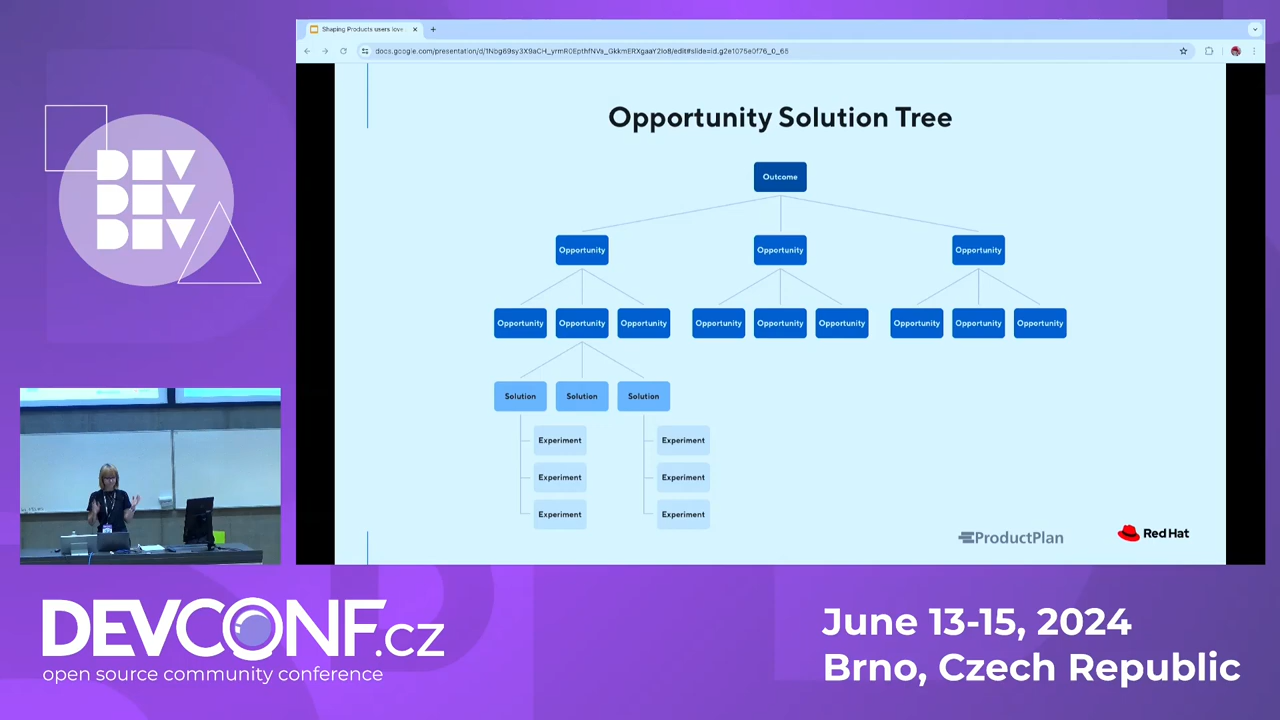 Shaping Products users love
docs.google.com/presentation/d/1Nbg69sy3X9aCH_yrmR0EpthfNVs_GkkmERXgaaY2Io8/edit#slide=id.g2e1075e0f76_0_65
DEV
DEV
DEV
Opportunity Solution Tree
Outcome
Opportunity Opportunity Opportunity
Opportunity Opportunity Opportunity Opportunity Opportunity Opportunity Opportunity Opportunity Opportunity
Solution Solution Solution
Experiment Experiment
Experiment Experiment
Experiment Experiment
ProductPlan
Red Hat
DEVCONF.cz
open source community conference
June 13-15, 2024
Brno, Czech Republic